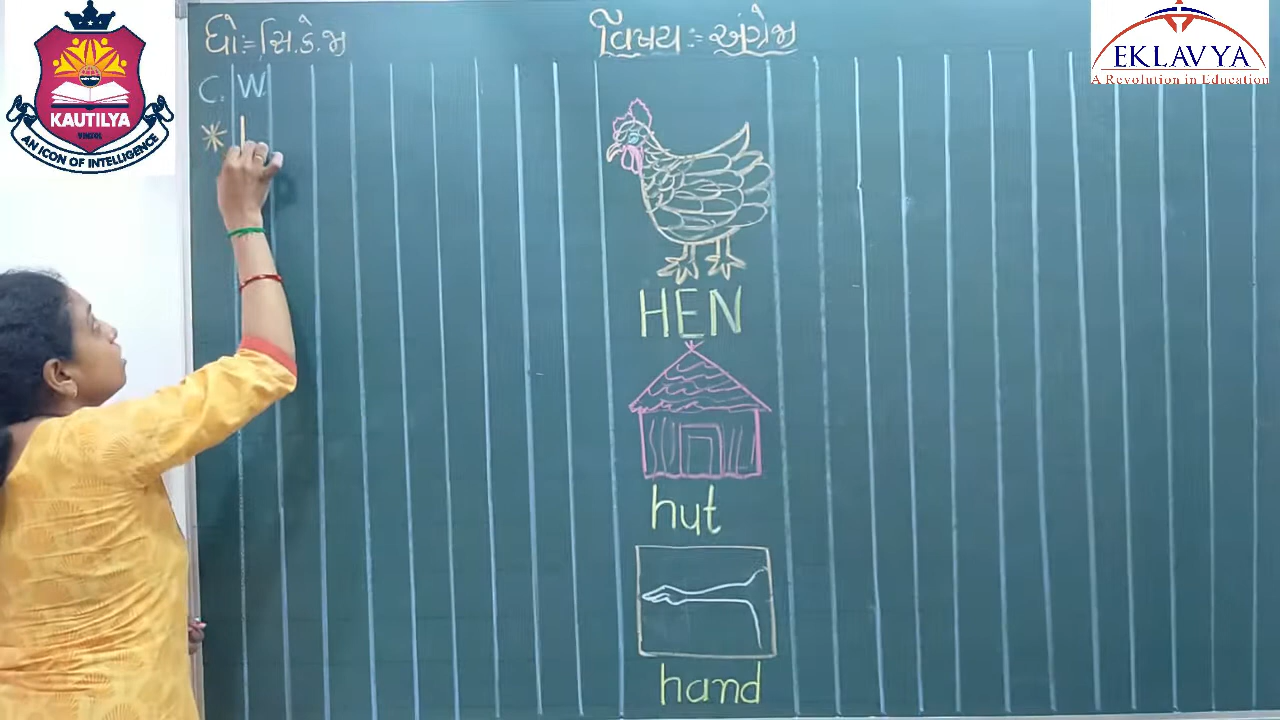 KAUTILYA
AN ICON OF INTELLIGENCE
ધો:- સિ.કે.જી
વિષય:- અંગ્રેજી
EKLAVYA
A Revolution in Education
C.W.
HEN
hut
hand